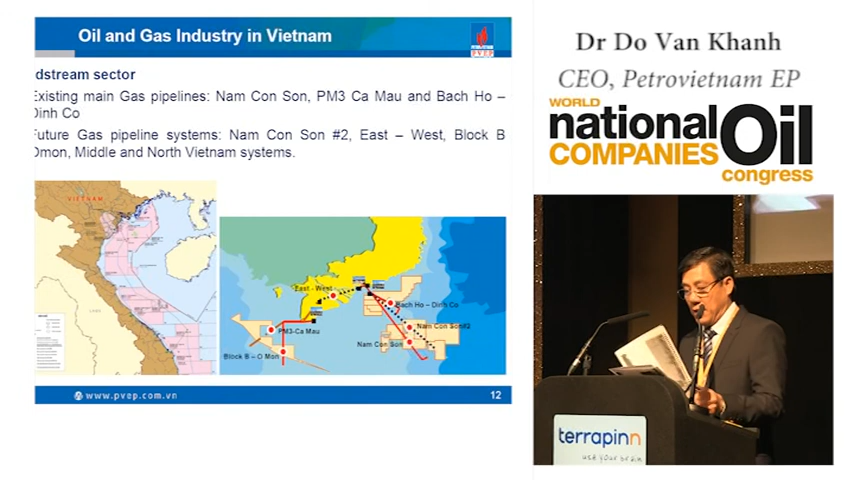 Oil and Gas Industry in Vietnam
PVEP
dstream sector
Existing main Gas pipelines: Nam Con Son, PM3 Ca Mau and Bach Ho –
Dinh Co
Future Gas pipeline systems: Nam Con Son #2, East – West, Block B
Omon, Middle and North Vietnam systems.
VIETNAM
East - West
Bach Ho – Dinh Co
PM3-Ca Mau
Nam Con Son#2
Nam Con Son
Block B – O Mon
www.pvep.com.vn
12
Dr Do Van Khanh
CEO, Petrovietnam EP
WORLD
national Oil
COMPANIES
congress
terrapinn
use your brain